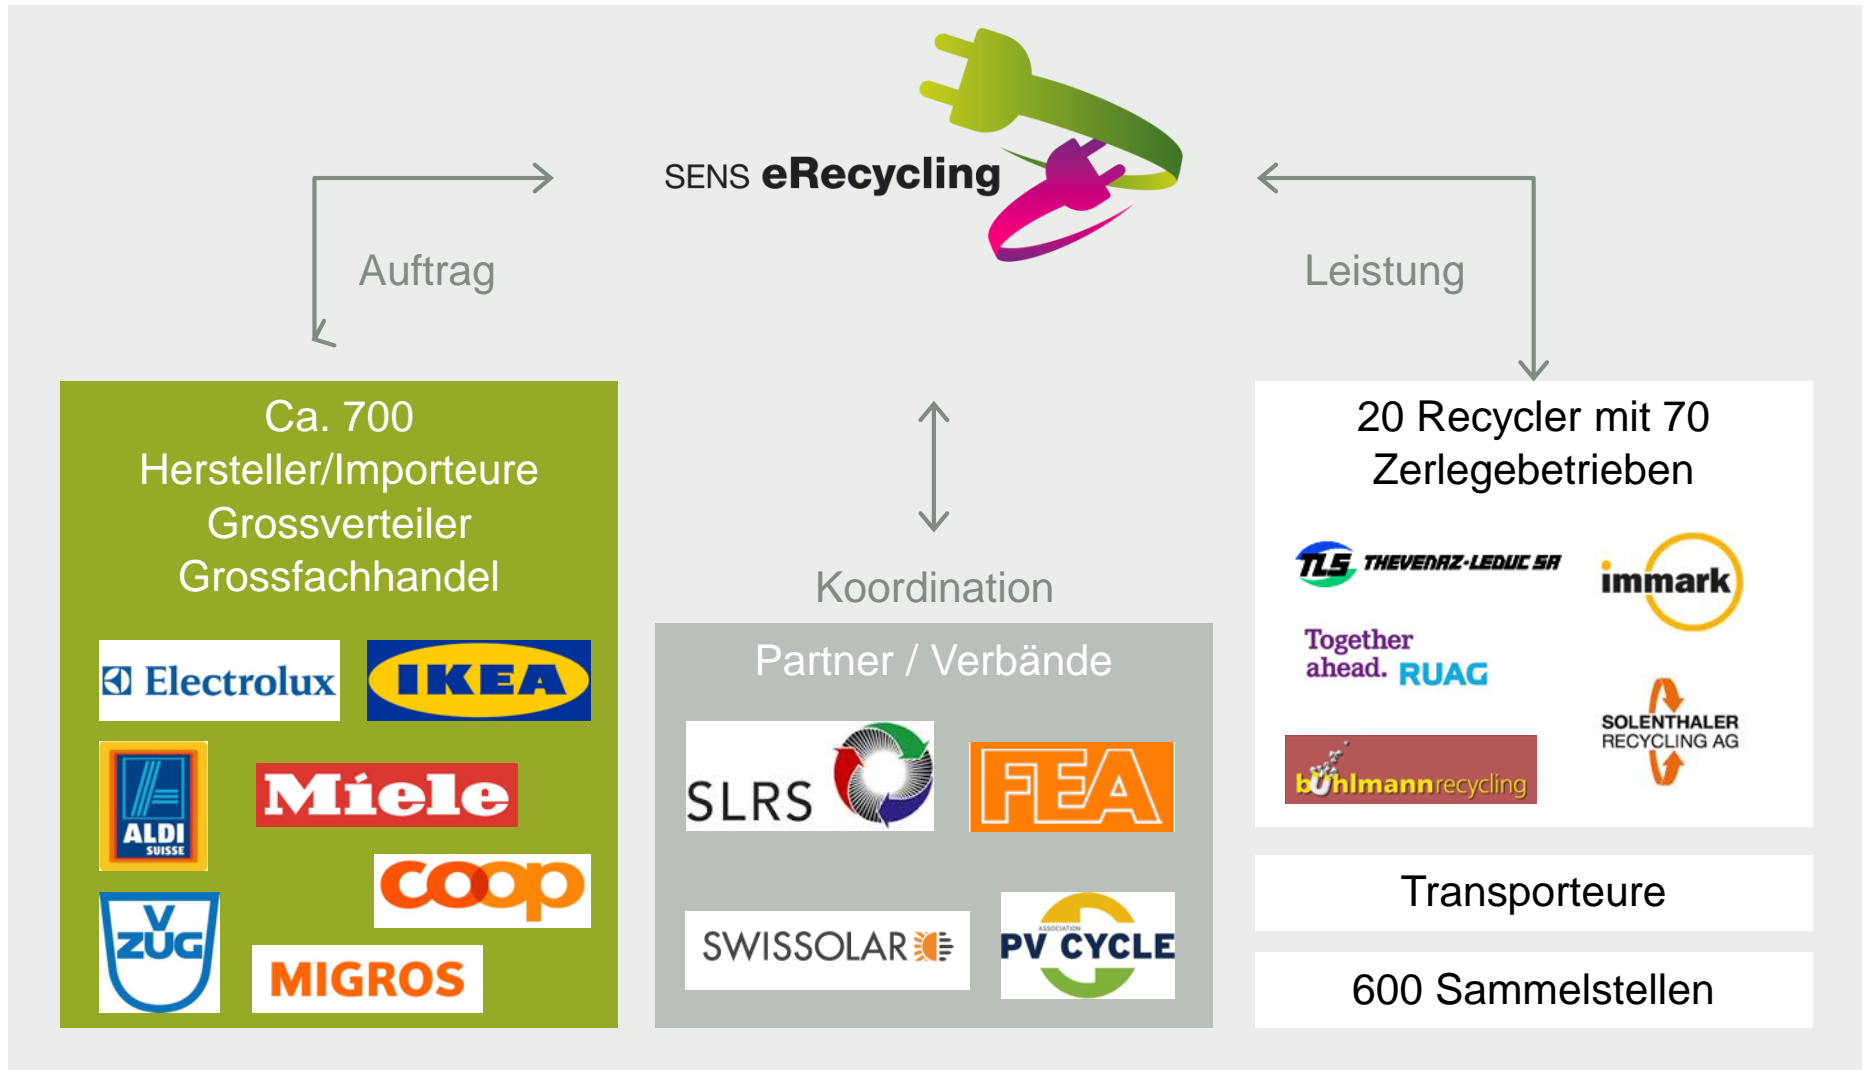 SENS eRecycling
Auftrag
Leistung
Ca. 700
Hersteller/Importeure
Grossverteiler
Grossfachhandel
Electrolux
IKEA
ALDI
SUISSE
Miele
coop
V
ZUG
MIGROS
Koordination
Partner / Verbände
SLRS
FEA
SWISSOLAR
ASSOCIATION
PV CYCLE
20 Recycler mit 70
Zerlegebetrieben
TLS THEVENAZ-LEDUC SA
immark
Together
ahead. RUAG
SOLENTHALER
RECYCLING AG
bühlmannrecycling
Transporteure
600 Sammelstellen